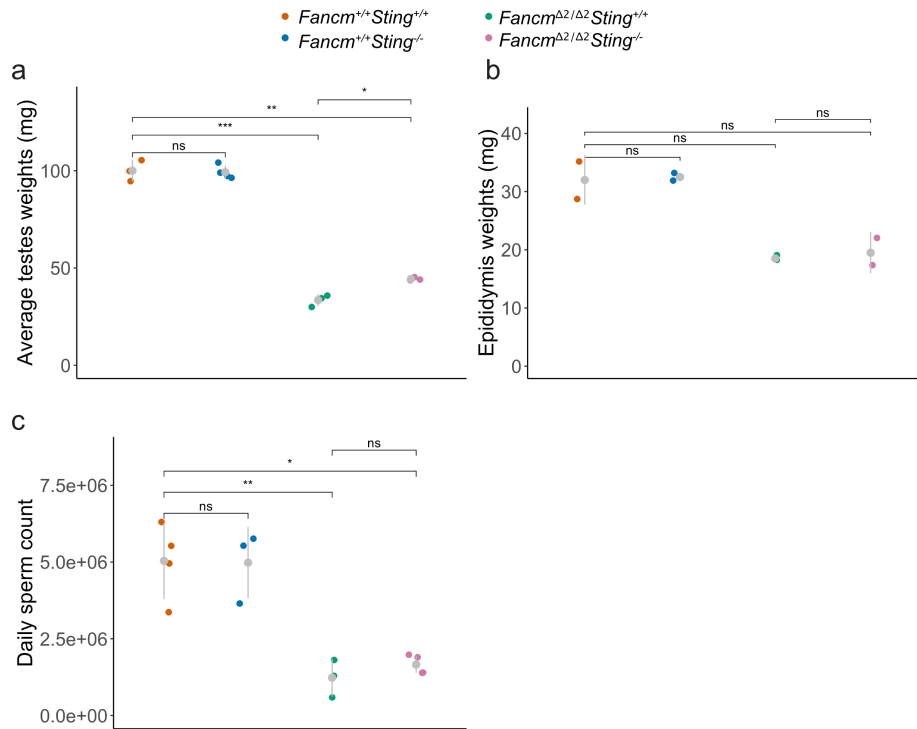 Fancm+/+Sting+/+ FancmΔ2/Δ2Sting+/+
Fancm+/+Sting-/- FancmΔ2/Δ2Sting-/-
a
Average testes weights (mg)
100
50
0
*
**
***
ns
b
Epididymis weights (mg)
40
30
20
10
0
ns
ns
ns
ns
c
Daily sperm count
7.5e+06
5.0e+06
2.5e+06
0.0e+00
ns
*
**
ns